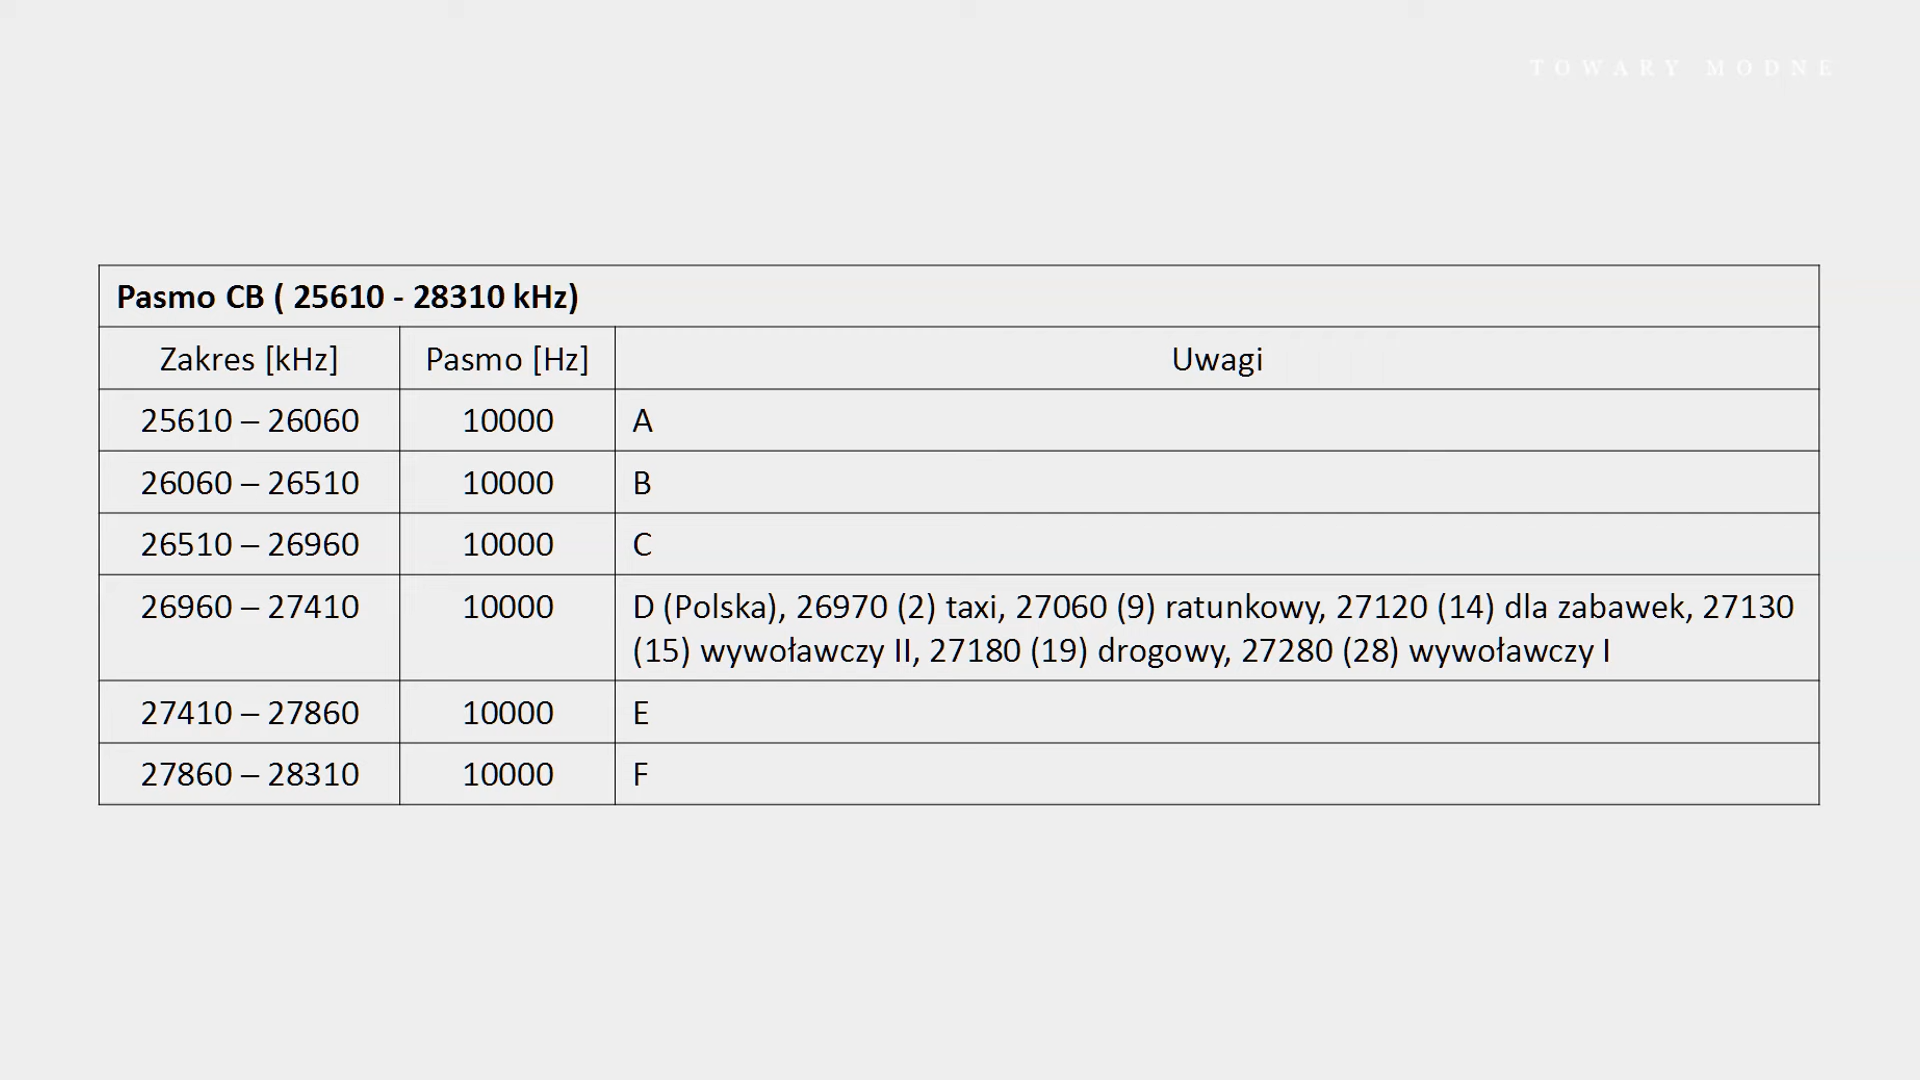 TOWARY MODNE
Pasmo CB ( 25610 - 28310 kHz)
Zakres [kHz] Pasmo [Hz] Uwagi
25610 – 26060 10000 A
26060 – 26510 10000 B
26510 – 26960 10000 C
26960 – 27410 10000 D (Polska), 26970 (2) taxi, 27060 (9) ratunkowy, 27120 (14) dla zabawek, 27130
(15) wywoławczy II, 27180 (19) drogowy, 27280 (28) wywoławczy I
27410 – 27860 10000 E
27860 – 28310 10000 F